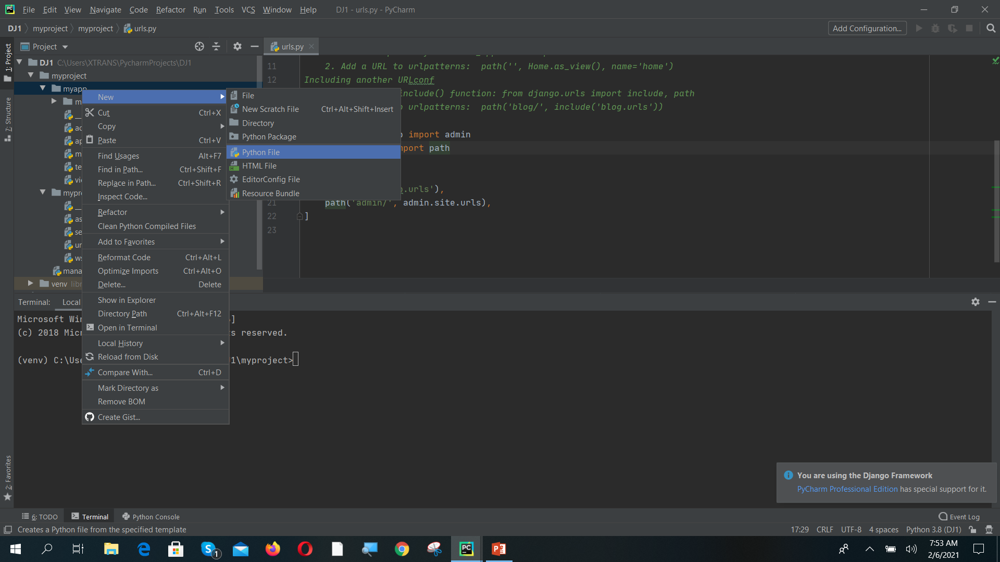 File Edit View Navigate Code Refactor Run Tools VCS Window Help DJ1 - urls.py - PyCharm
DJ1 myproject myproject urls.py Add Configuration...
1: Project
7: Structure
2: Favorites
Project
urls.py
DJ1 C:\Users\XTRANS\PycharmProjects\DJ1
myproject
myapp
m
__
ac
ap
m
te
vi
mypr
__
as
se
ur
ws
mana
venv libr
New
Cut Ctrl+X
Copy
Paste Ctrl+V
Find Usages Alt+F7
Find in Path... Ctrl+Shift+F
Replace in Path... Ctrl+Shift+R
Inspect Code...
Refactor
Clean Python Compiled Files
Add to Favorites
Reformat Code Ctrl+Alt+L
Optimize Imports Ctrl+Alt+O
Delete... Delete
Show in Explorer
Directory Path Ctrl+Alt+F12
Open in Terminal
Local History
Reload from Disk
Compare With... Ctrl+D
Mark Directory as
Remove BOM
Create Gist...
File
New Scratch File Ctrl+Alt+Shift+Insert
Directory
Python Package
Python File
HTML File
EditorConfig File
Resource Bundle
11 2. Add a URL to urlpatterns: path('', Home.as_view(), name='home')
12 Including another URLconf
include() function: from django.urls import include, path
urlpatterns: path('blog/', include('blog.urls'))
import admin
port path
.urls'),
21 path('admin/', admin.site.urls),
22 ]
23
Terminal: Local
Microsoft Win ]
(c) 2018 Micr s reserved.
(venv) C:\Use 1\myproject>
You are using the Django Framework
PyCharm Professional Edition has special support for it.
6: TODO Terminal Python Console Event Log
Creates a Python file from the specified template 17:29 CRLF UTF-8 4 spaces Python 3.8 (DJ1)
1
7:53 AM
2/6/2021